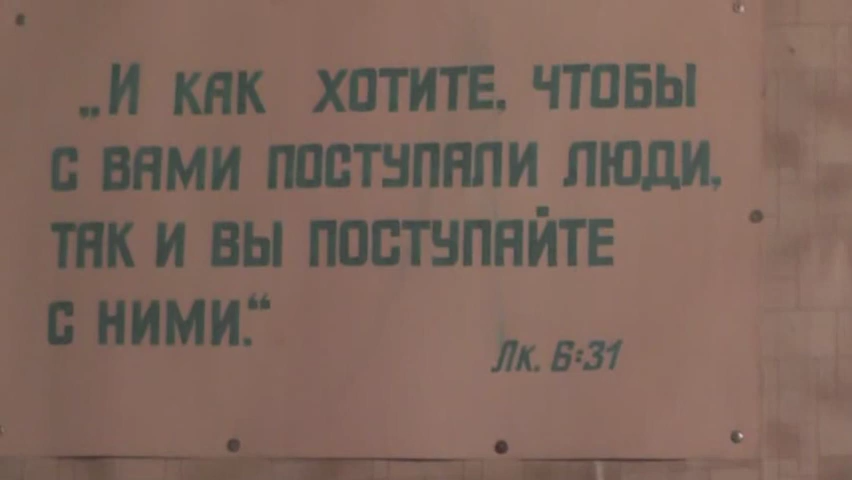 „И КАК ХОТИТЕ, ЧТОБЫ
С ВАМИ ПОСТУПАЛИ ЛЮДИ,
ТАК И ВЫ ПОСТУПАЙТЕ
С НИМИ.“
Лк. 6:31